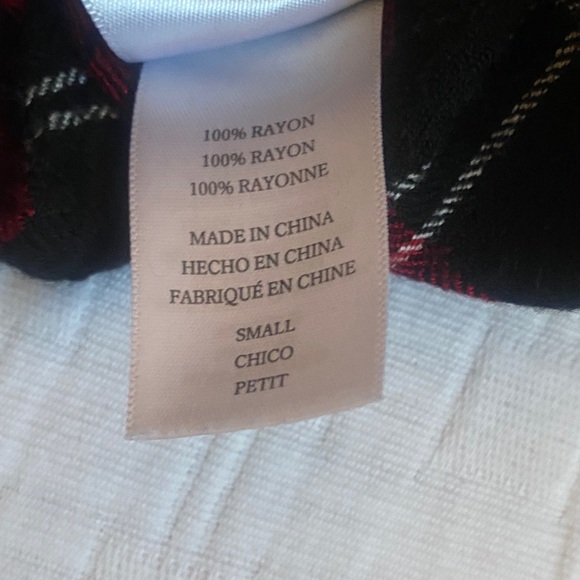 100% RAYON
100% RAYON
100% RAYONNE
MADE IN CHINA
HECHO EN CHINA
FABRIQUÉ EN CHINE
SMALL
CHICO
PETIT